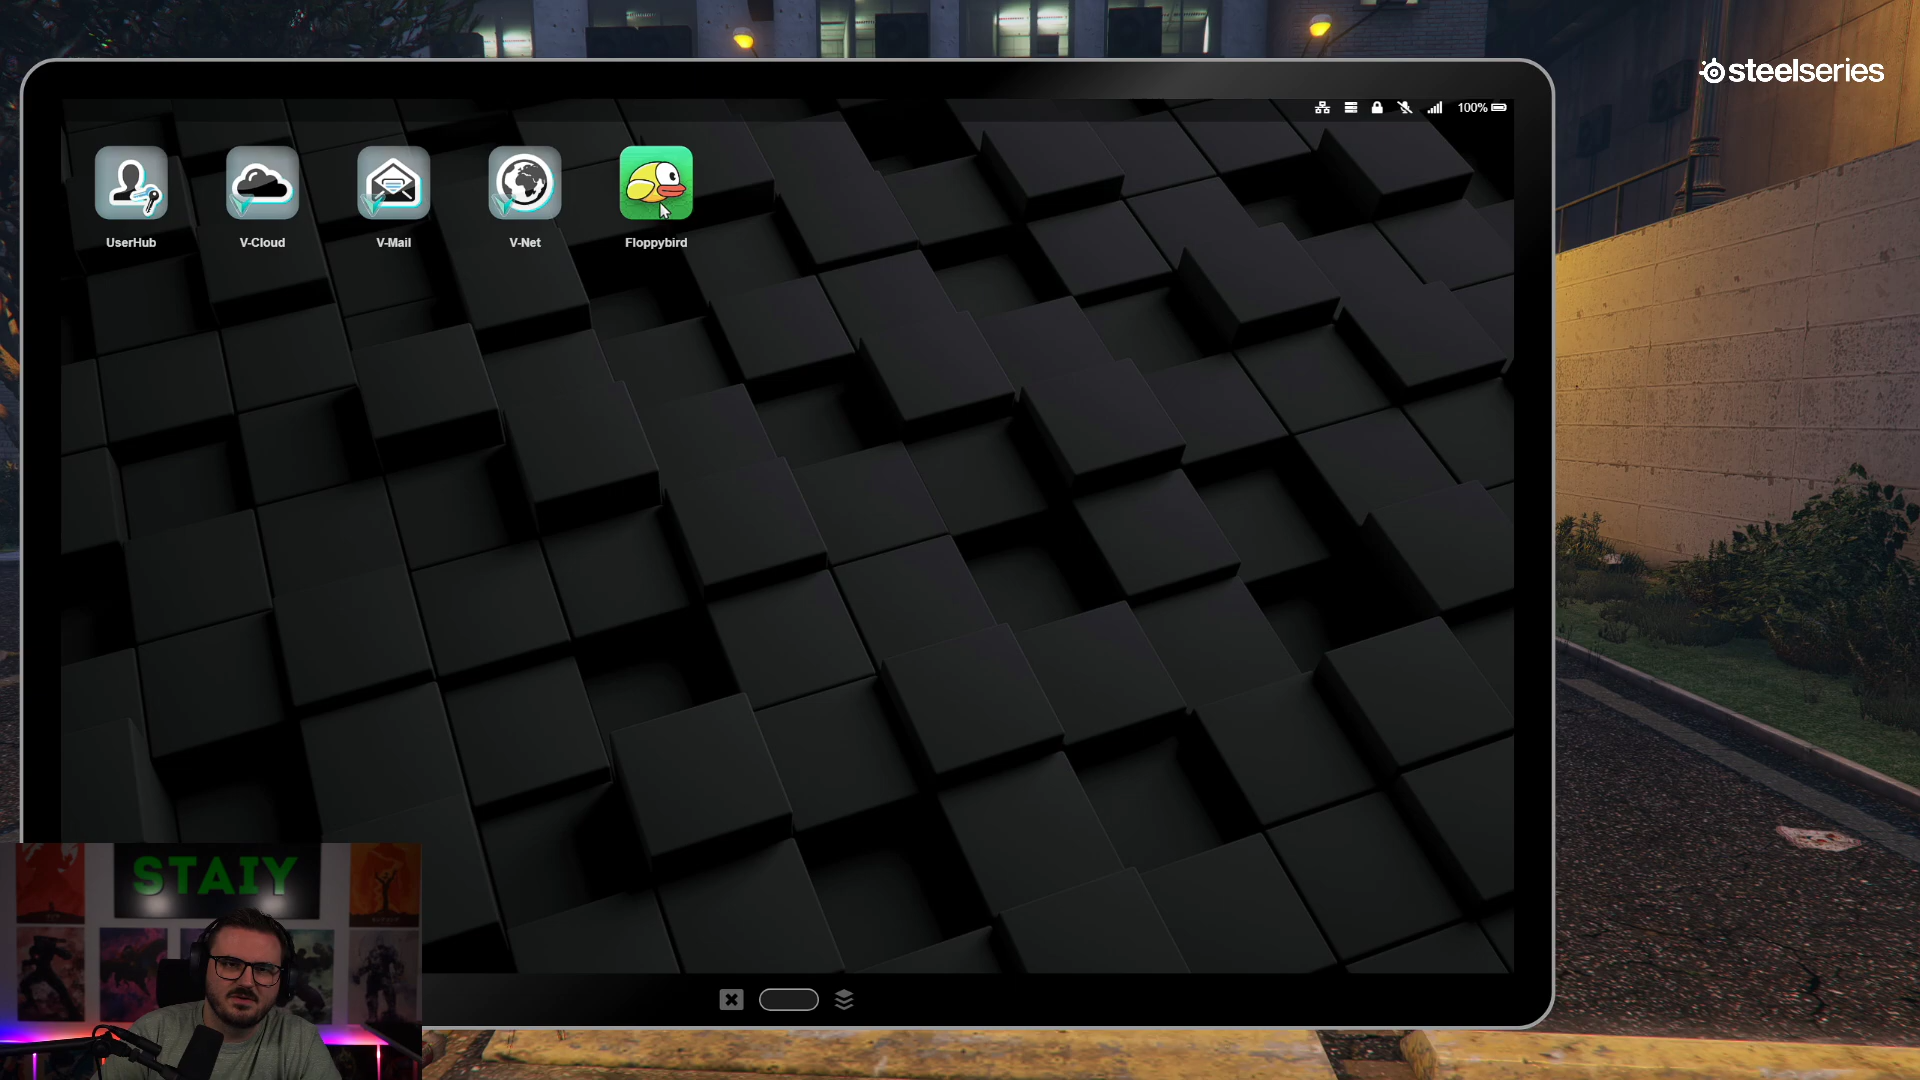 steelseries
100%
UserHub
V-Cloud
V-Mail
V-Net
Floppybird
STAIY